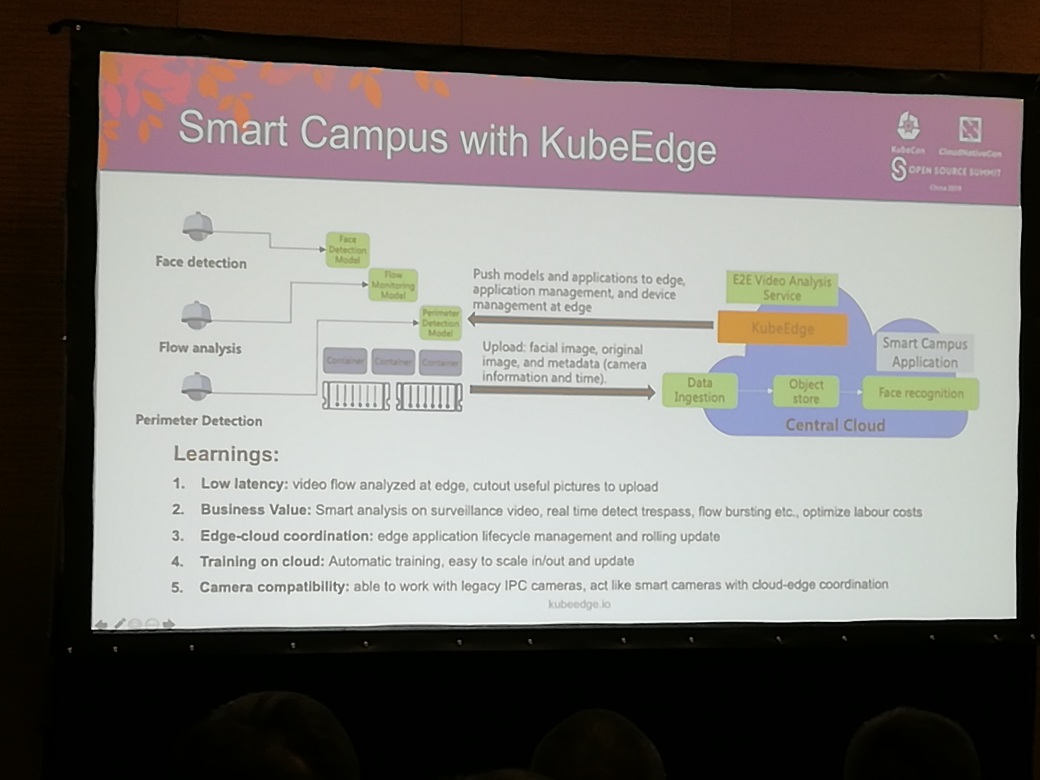 Smart Campus with KubeEdge
KubeCon
CloudNativeCon
OPEN SOURCE SUMMIT
China 2019
Face detection
Flow analysis
Perimeter Detection
Face
Detection
Model
Flow
Monitoring
Model
Perimeter
Detection
Model
Container
Container
Container
Push models and applications to edge,
application management, and device
management at edge
Upload: facial image, original
image, and metadata (camera
information and time).
E2E Video Analysis
Service
KubeEdge
Smart Campus
Application
Data
Ingestion
Object
store
Face recognition
Central Cloud
Learnings:
1. Low latency: video flow analyzed at edge, cutout useful pictures to upload
2. Business Value: Smart analysis on surveillance video, real time detect trespass, flow bursting etc., optimize labour costs
3. Edge-cloud coordination: edge application lifecycle management and rolling update
4. Training on cloud: Automatic training, easy to scale in/out and update
5. Camera compatibility: able to work with legacy IPC cameras, act like smart cameras with cloud-edge coordination
kubeedge.io